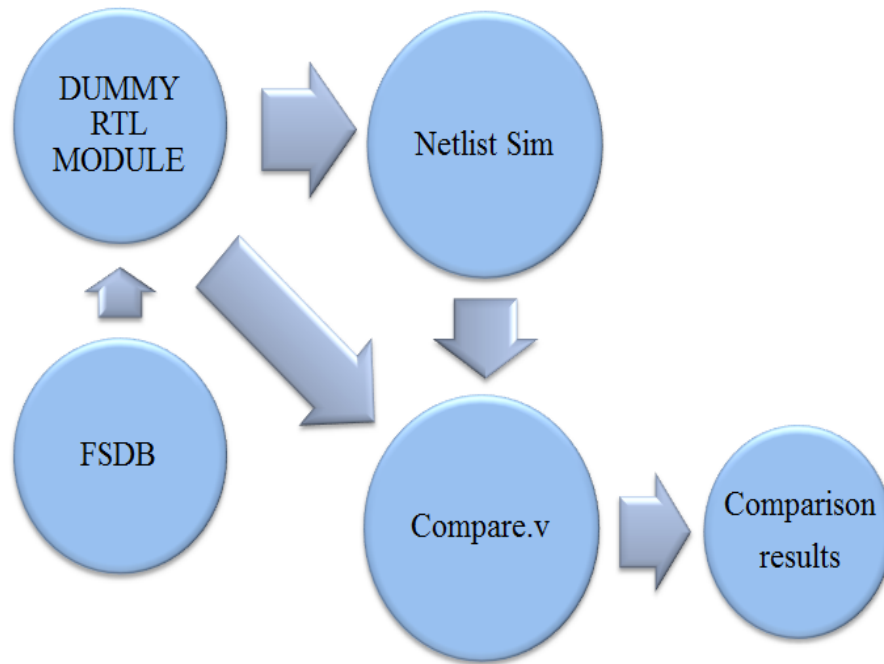 DUMMY
RTL
MODULE
Netlist Sim
FSDB
Compare.v
Comparison
results